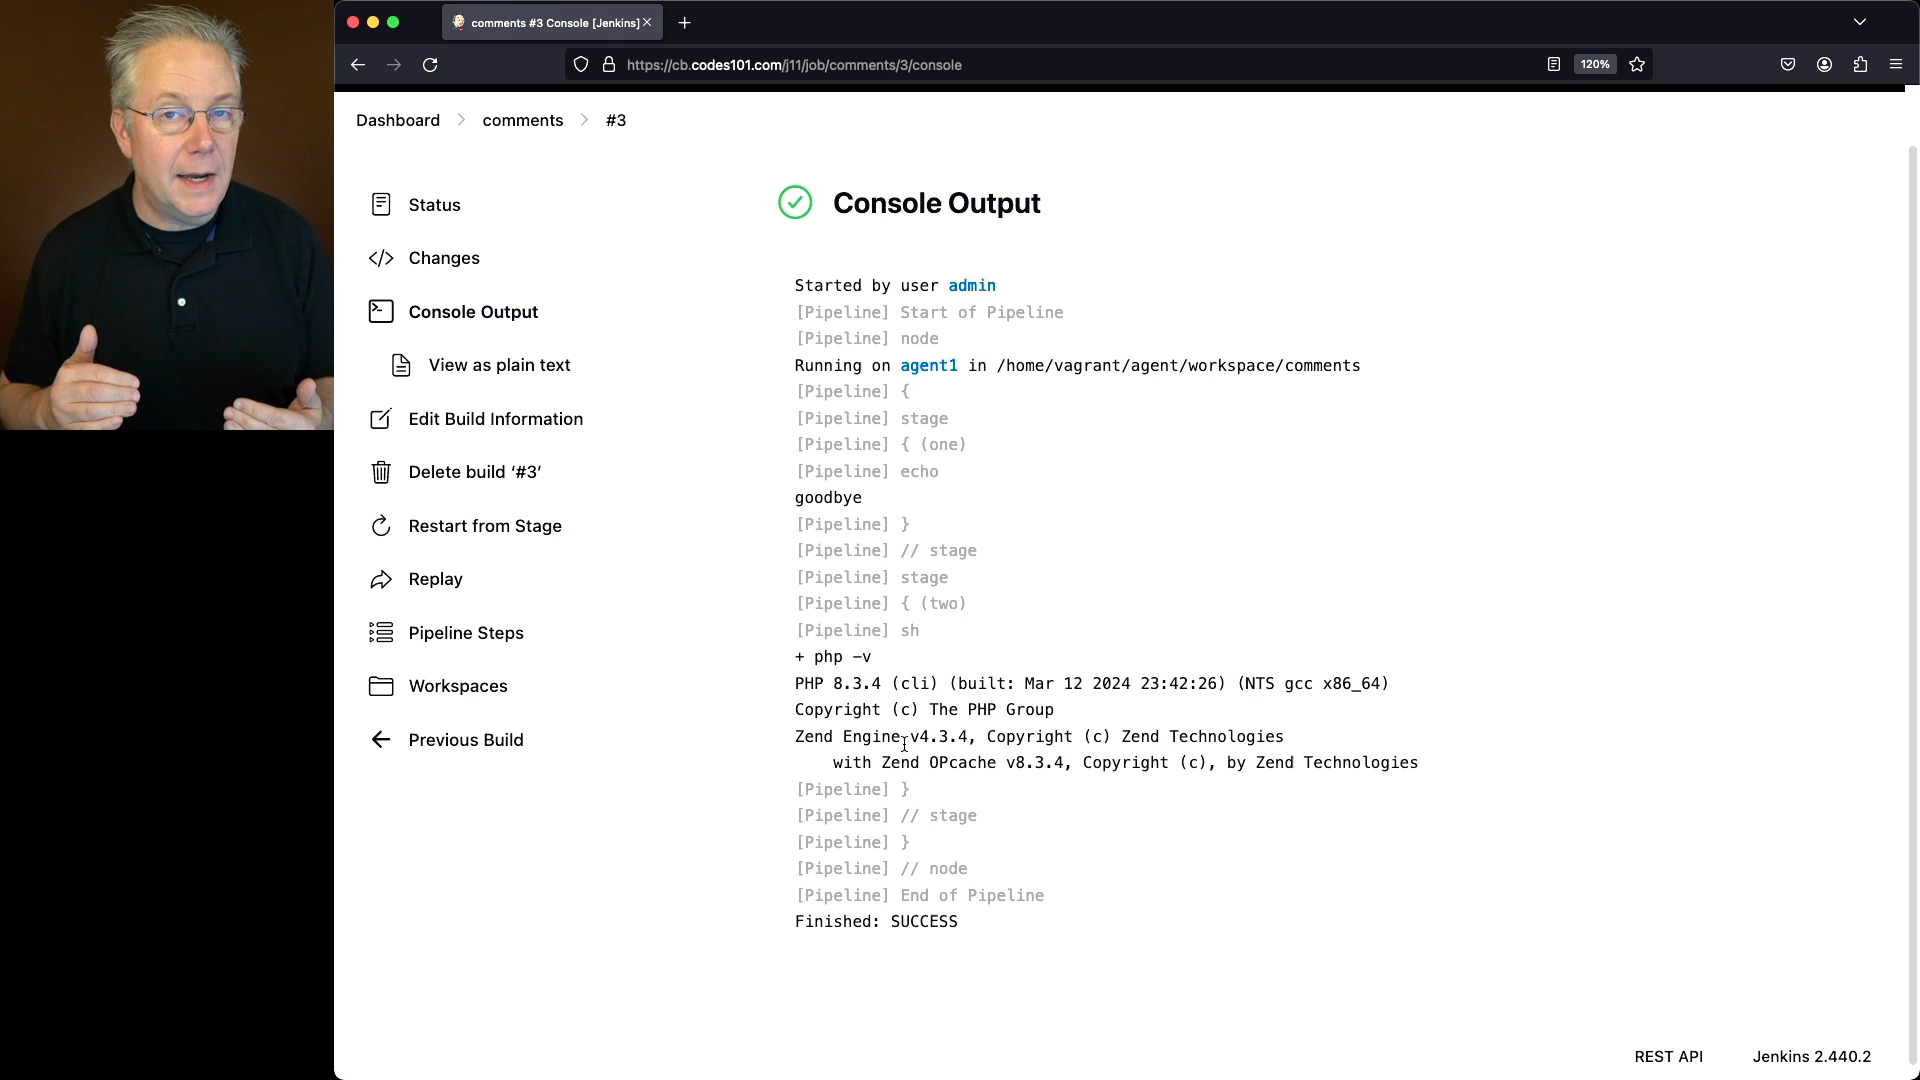 comments #3 Console [Jenkins]
https://cb.codes101.com/j11/job/comments/3/console
120%
Dashboard
comments
#3
Status
Changes
Console Output
View as plain text
Edit Build Information
Delete build ‘#3’
Restart from Stage
Replay
Pipeline Steps
Workspaces
Previous Build
Console Output
Started by user admin
[Pipeline] Start of Pipeline
[Pipeline] node
Running on agent1 in /home/vagrant/agent/workspace/comments
[Pipeline] {
[Pipeline] stage
[Pipeline] { (one)
[Pipeline] echo
goodbye
[Pipeline] }
[Pipeline] // stage
[Pipeline] stage
[Pipeline] { (two)
[Pipeline] sh
+ php -v
PHP 8.3.4 (cli) (built: Mar 12 2024 23:42:26) (NTS gcc x86_64)
Copyright (c) The PHP Group
Zend Engine v4.3.4, Copyright (c) Zend Technologies
with Zend OPcache v8.3.4, Copyright (c), by Zend Technologies
[Pipeline] }
[Pipeline] // stage
[Pipeline] }
[Pipeline] // node
[Pipeline] End of Pipeline
Finished: SUCCESS
REST API
Jenkins 2.440.2